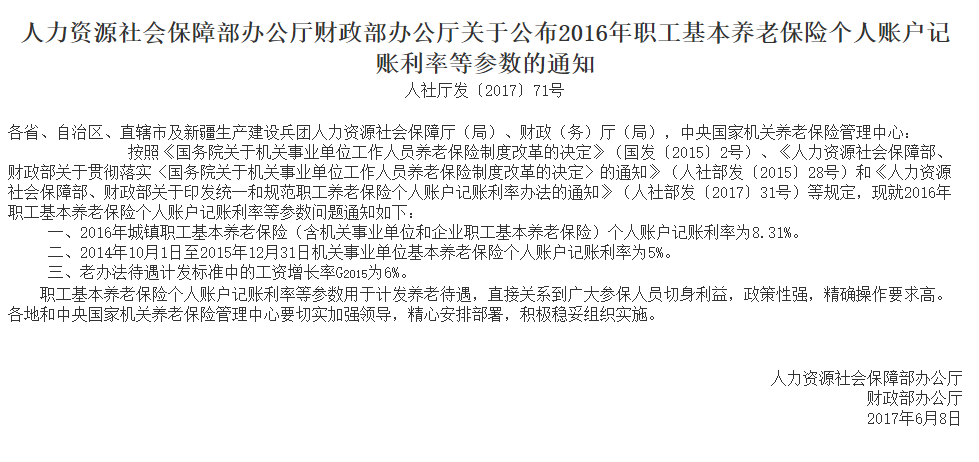 人力资源社会保障部办公厅财政部办公厅关于公布2016年职工基本养老保险个人账户记
账利率等参数的通知
人社厅发〔2017〕71号
各省、自治区、直辖市及新疆生产建设兵团人力资源社会保障厅（局）、财政（务）厅（局），中央国家机关养老保险管理中心：
按照《国务院关于机关事业单位工作人员养老保险制度改革的决定》（国发〔2015〕2号）、《人力资源社会保障部、
财政部关于贯彻落实〈国务院关于机关事业单位工作人员养老保险制度改革的决定〉的通知》（人社部发〔2015〕28号）和《人力资源
社会保障部、财政部关于印发统一和规范职工养老保险个人账户记账利率办法的通知》（人社部发〔2017〕31号）等规定，现就2016年
职工基本养老保险个人账户记账利率等参数问题通知如下：
一、2016年城镇职工基本养老保险（含机关事业单位和企业职工基本养老保险）个人账户记账利率为8.31%。
二、2014年10月1日至2015年12月31日机关事业单位基本养老保险个人账户记账利率为5%。
三、老办法待遇计发标准中的工资增长率G2015为6%。
职工基本养老保险个人账户记账利率等参数用于计发养老待遇，直接关系到广大参保人员切身利益，政策性强，精确操作要求高。
各地和中央国家机关养老保险管理中心要切实加强领导，精心安排部署，积极稳妥组织实施。
人力资源社会保障部办公厅
财政部办公厅
2017年6月8日